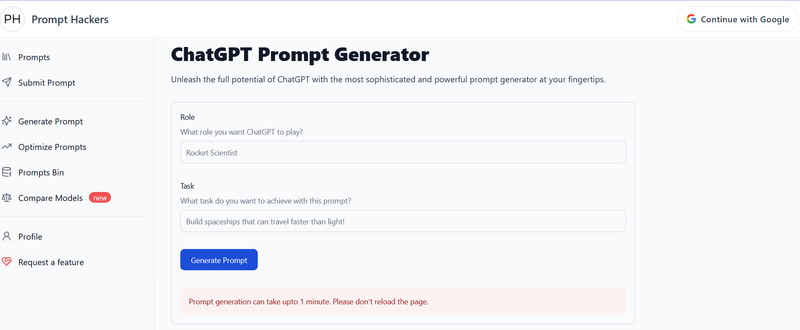 PH Prompt Hackers
Continue with Google
Prompts
Submit Prompt
Generate Prompt
Optimize Prompts
Prompts Bin
Compare Models new
Profile
Request a feature
ChatGPT Prompt Generator
Unleash the full potential of ChatGPT with the most sophisticated and powerful prompt generator at your fingertips.
Role
What role you want ChatGPT to play?
Rocket Scientist
Task
What task do you want to achieve with this prompt?
Build spaceships that can travel faster than light!
Generate Prompt
Prompt generation can take upto 1 minute. Please don't reload the page.